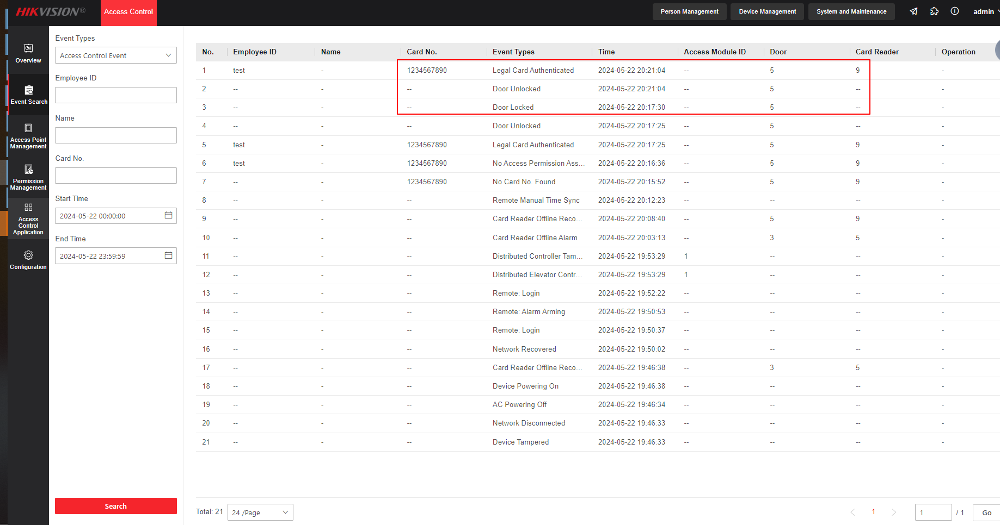 HIKVISION®
Access Control
Person Management
Device Management
System and Maintenance
admin
Overview
Event Search
Access Point
Management
Permission
Management
Access
Control
Application
Configuration
Event Types
Access Control Event
Employee ID
Name
Card No.
Start Time
2024-05-22 00:00:00
End Time
2024-05-22 23:59:59
Search
No. Employee ID Name Card No. Event Types Time Access Module ID Door Card Reader Operation
1 test - 1234567890 Legal Card Authenticated 2024-05-22 20:21:04 -- 5 9 -
2 -- - -- Door Unlocked 2024-05-22 20:21:04 -- 5 -- -
3 -- - -- Door Locked 2024-05-22 20:17:30 -- 5 -- -
4 -- - -- Door Unlocked 2024-05-22 20:17:25 -- 5 -- -
5 test - 1234567890 Legal Card Authenticated 2024-05-22 20:17:25 -- 5 9 -
6 test - 1234567890 No Access Permission Ass... 2024-05-22 20:16:36 -- 5 9 -
7 -- - 1234567890 No Card No. Found 2024-05-22 20:15:52 -- 5 9 -
8 -- - -- Remote Manual Time Sync 2024-05-22 20:12:23 -- -- -- -
9 -- - -- Card Reader Offline Reco... 2024-05-22 20:08:40 -- 5 9 -
10 -- - -- Card Reader Offline Alarm 2024-05-22 20:03:13 -- 3 5 -
11 -- - -- Distributed Controller Tam... 2024-05-22 19:53:29 1 -- -- -
12 -- - -- Distributed Elevator Contr... 2024-05-22 19:53:29 1 -- -- -
13 -- - -- Remote: Login 2024-05-22 19:52:22 -- -- -- -
14 -- - -- Remote: Alarm Arming 2024-05-22 19:50:53 -- -- -- -
15 -- - -- Remote: Login 2024-05-22 19:50:37 -- -- -- -
16 -- - -- Network Recovered 2024-05-22 19:50:02 -- -- -- -
17 -- - -- Card Reader Offline Reco... 2024-05-22 19:46:38 -- 3 5 -
18 -- - -- Device Powering On 2024-05-22 19:46:38 -- -- -- -
19 -- - -- AC Powering Off 2024-05-22 19:46:34 -- -- -- -
20 -- - -- Network Disconnected 2024-05-22 19:46:33 -- -- -- -
21 -- - -- Device Tampered 2024-05-22 19:46:33 -- -- -- -
Total: 21 24 /Page < 1 > 1 / 1 Go